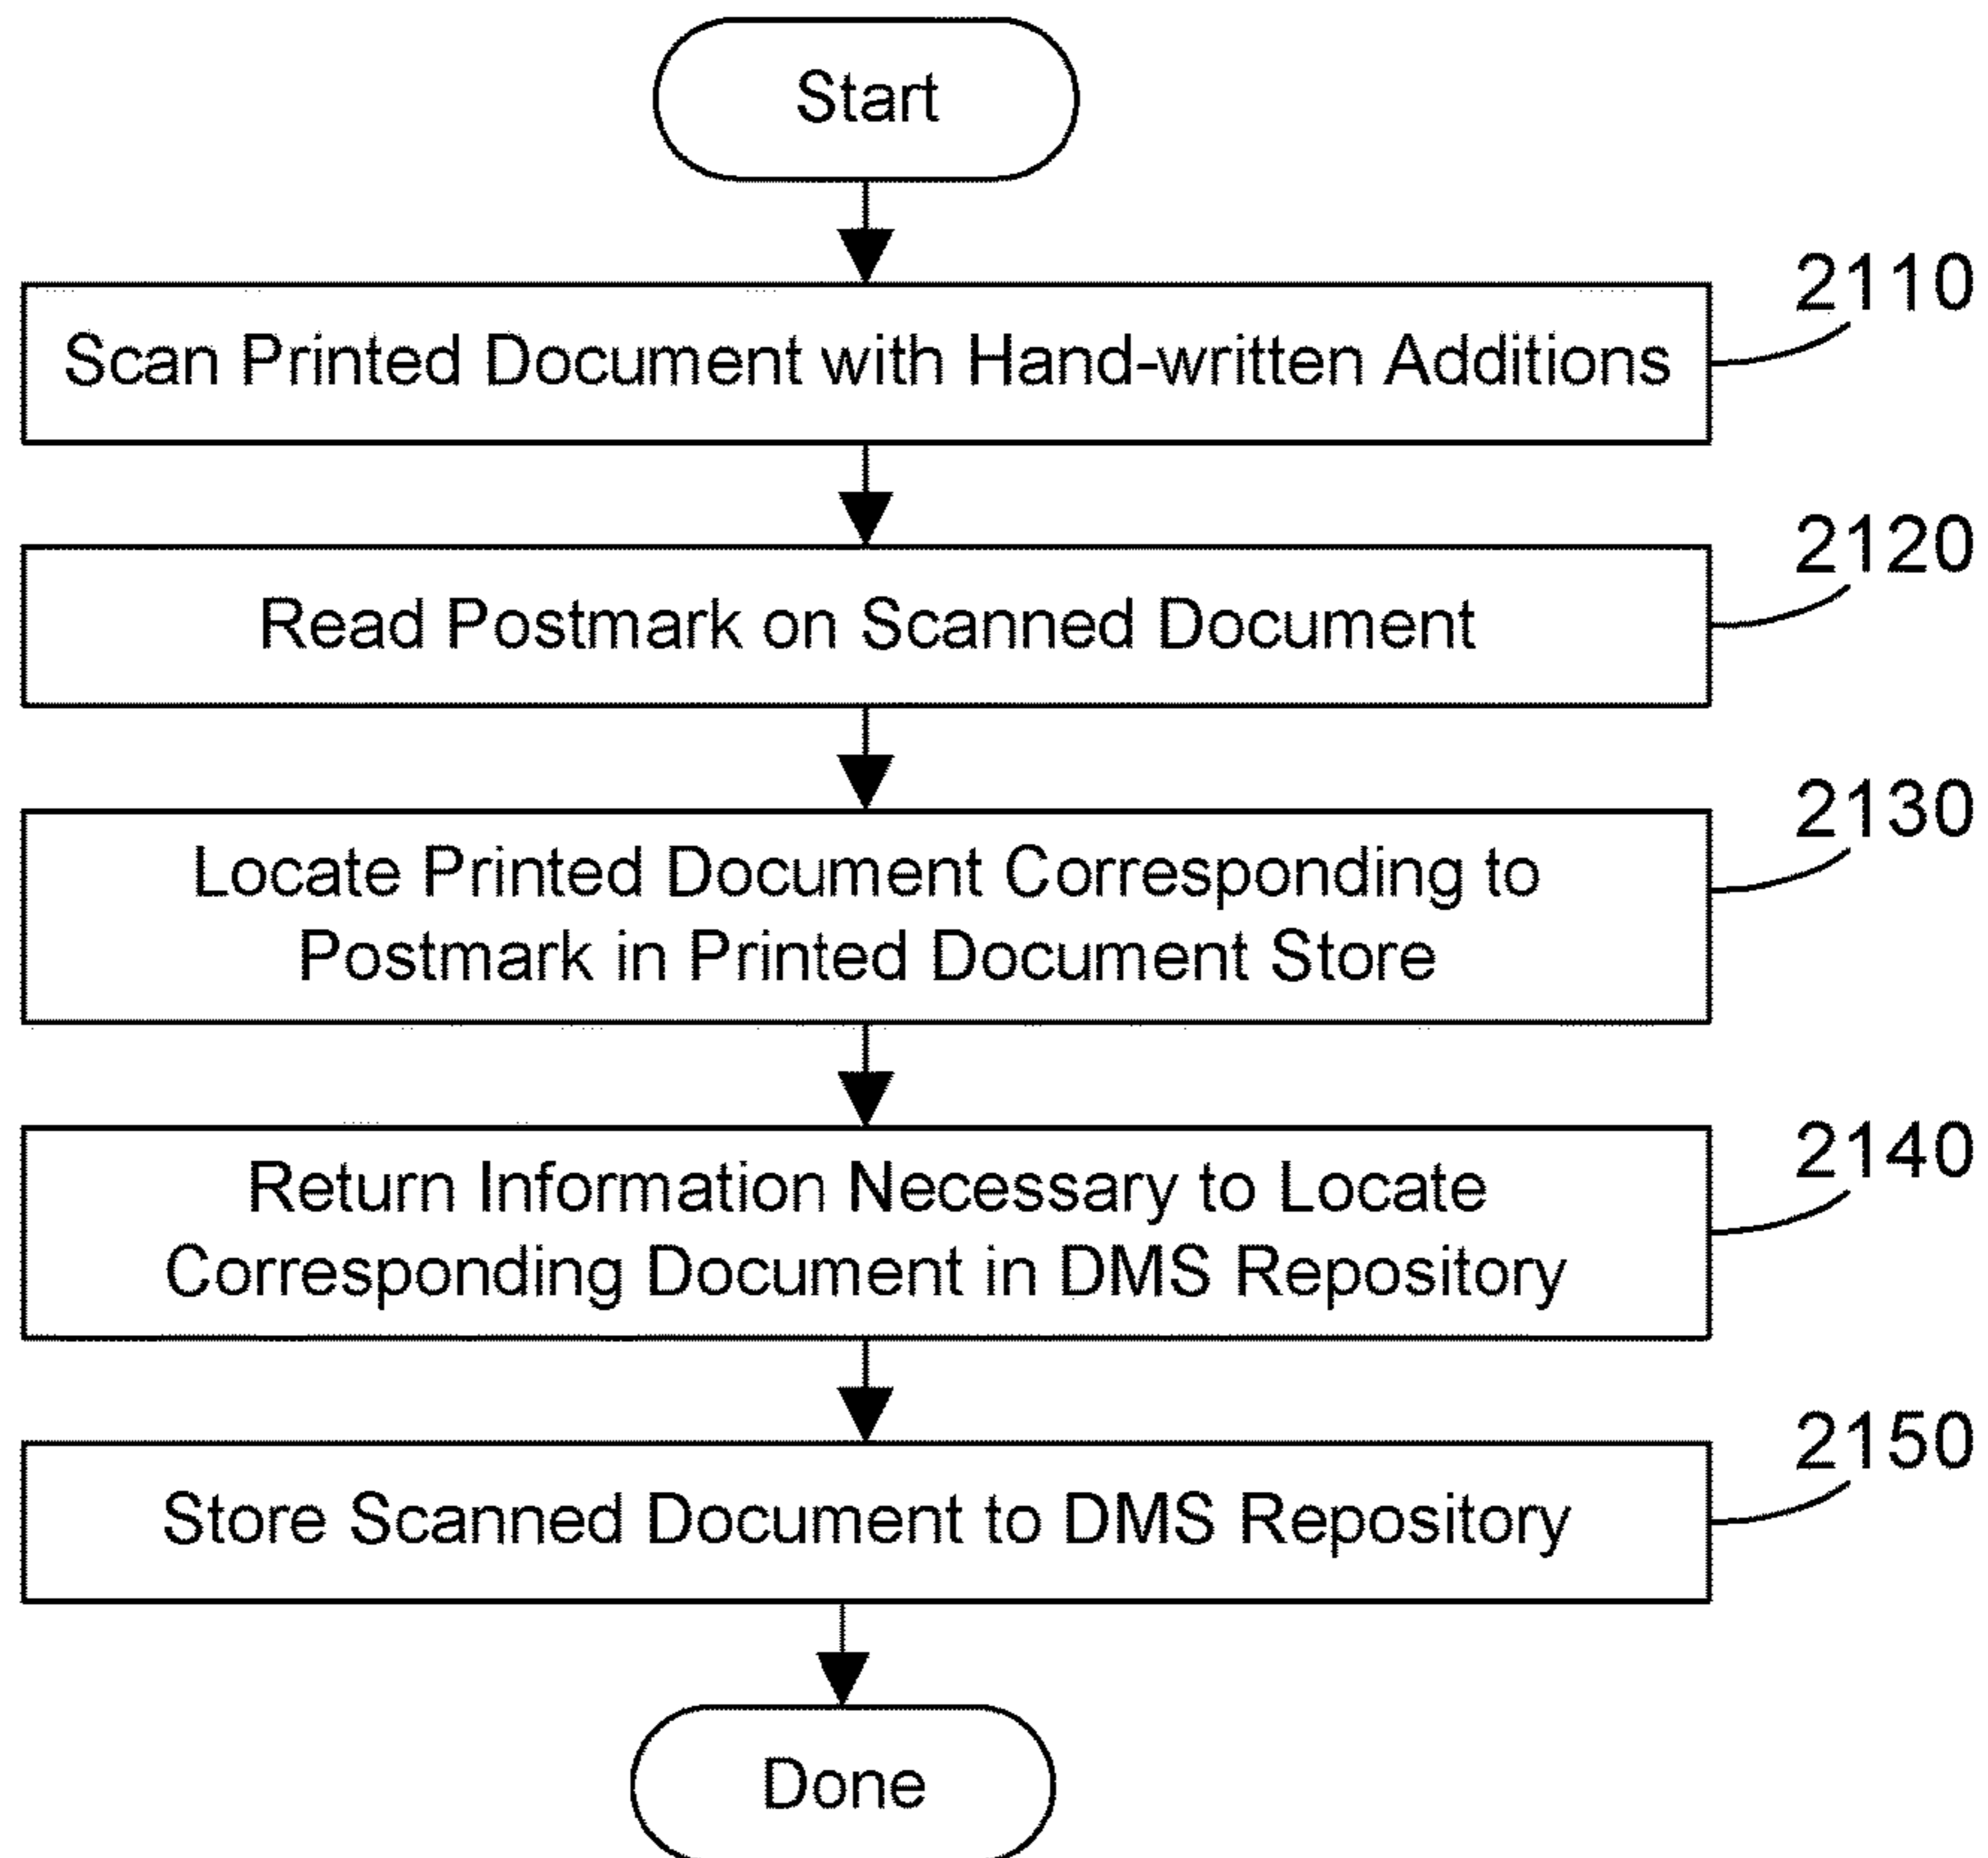 Start
2110
Scan Printed Document with Hand-written Additions
2120
Read Postmark on Scanned Document
2130
Locate Printed Document Corresponding to
Postmark in Printed Document Store
2140
Return Information Necessary to Locate
Corresponding Document in DMS Repository
2150
Store Scanned Document to DMS Repository
Done